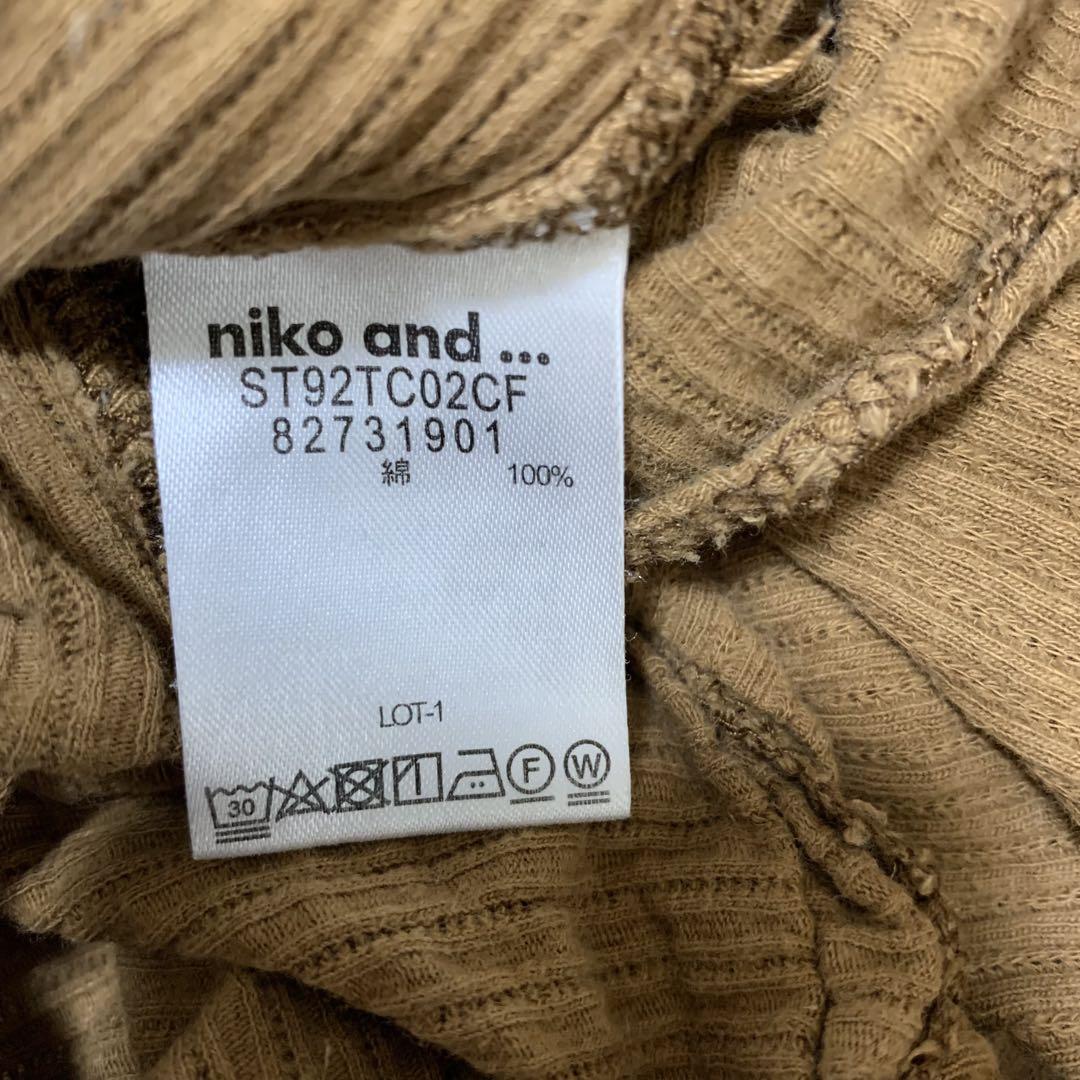 niko and ...
ST92TC02CF
82731901
綿 100%
LOT-1
30 F W